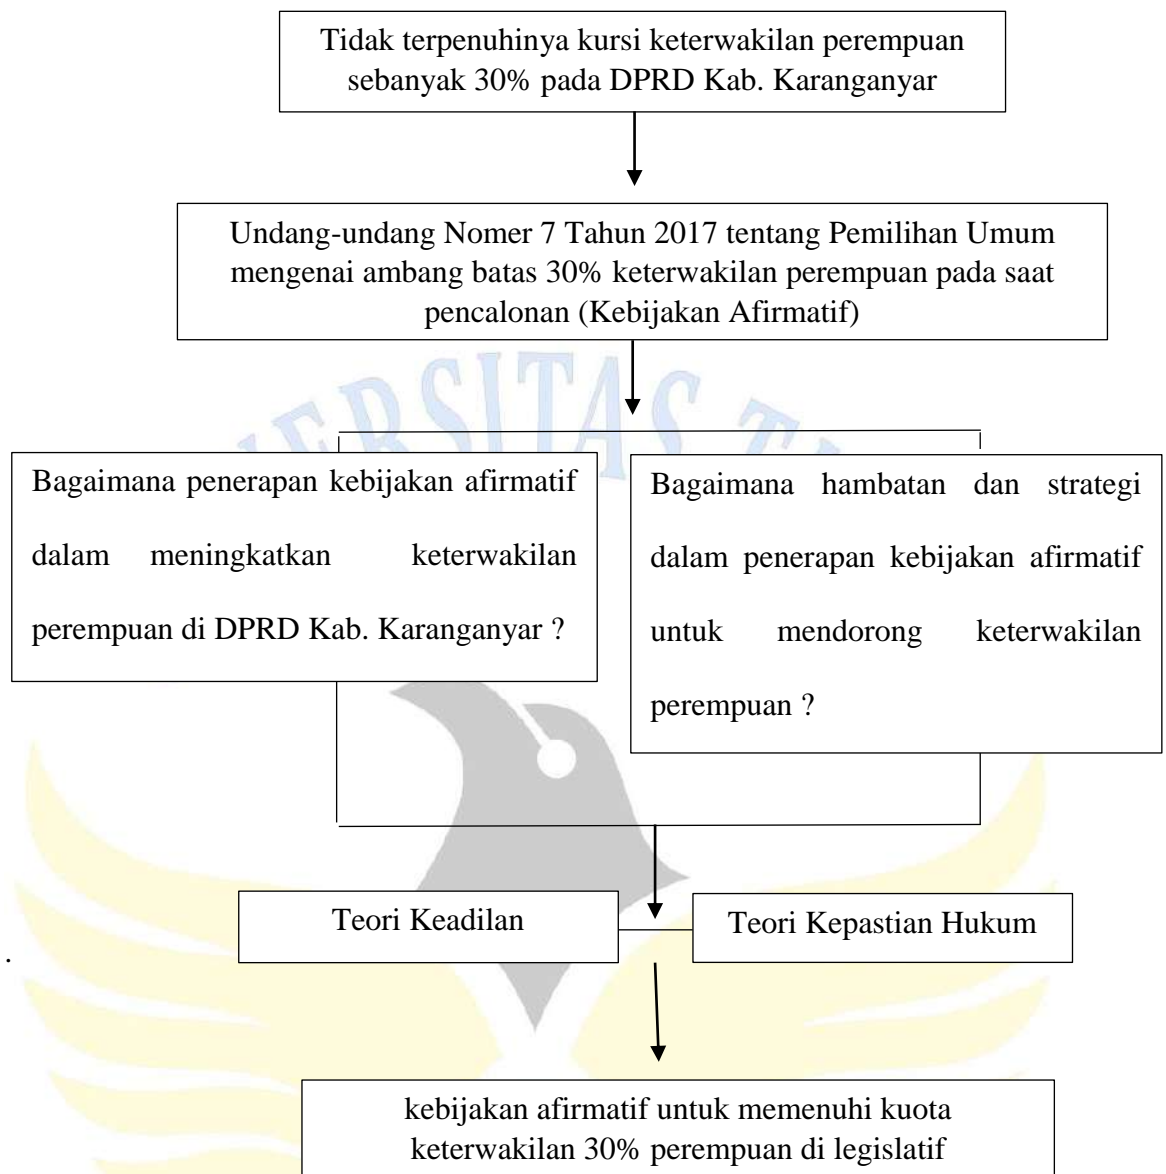 Tidak terpenuhinya kursi keterwakilan perempuan
sebanyak 30% pada DPRD Kab. Karanganyar
Undang-undang Nomer 7 Tahun 2017 tentang Pemilihan Umum
mengenai ambang batas 30% keterwakilan perempuan pada saat
pencalonan (Kebijakan Afirmatif)
Bagaimana penerapan kebijakan afirmatif
dalam meningkatkan keterwakilan
perempuan di DPRD Kab. Karanganyar ?
Bagaimana hambatan dan strategi
dalam penerapan kebijakan afirmatif
untuk mendorong keterwakilan
perempuan ?
Teori Keadilan
Teori Kepastian Hukum
.
kebijakan afirmatif untuk memenuhi kuota
keterwakilan 30% perempuan di legislatif